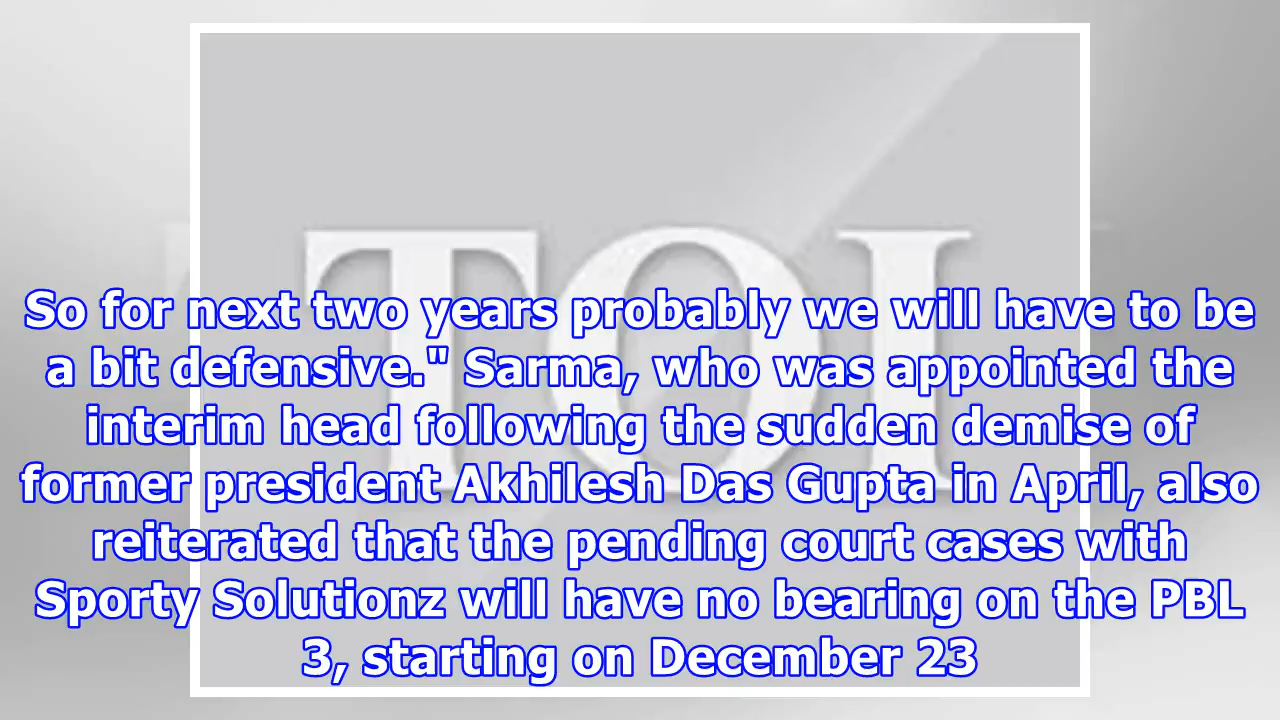 TOI
So for next two years probably we will have to be
a bit defensive." Sarma, who was appointed the
interim head following the sudden demise of
former president Akhilesh Das Gupta in April, also
reiterated that the pending court cases with
Sporty Solutionz will have no bearing on the PBL
3, starting on December 23